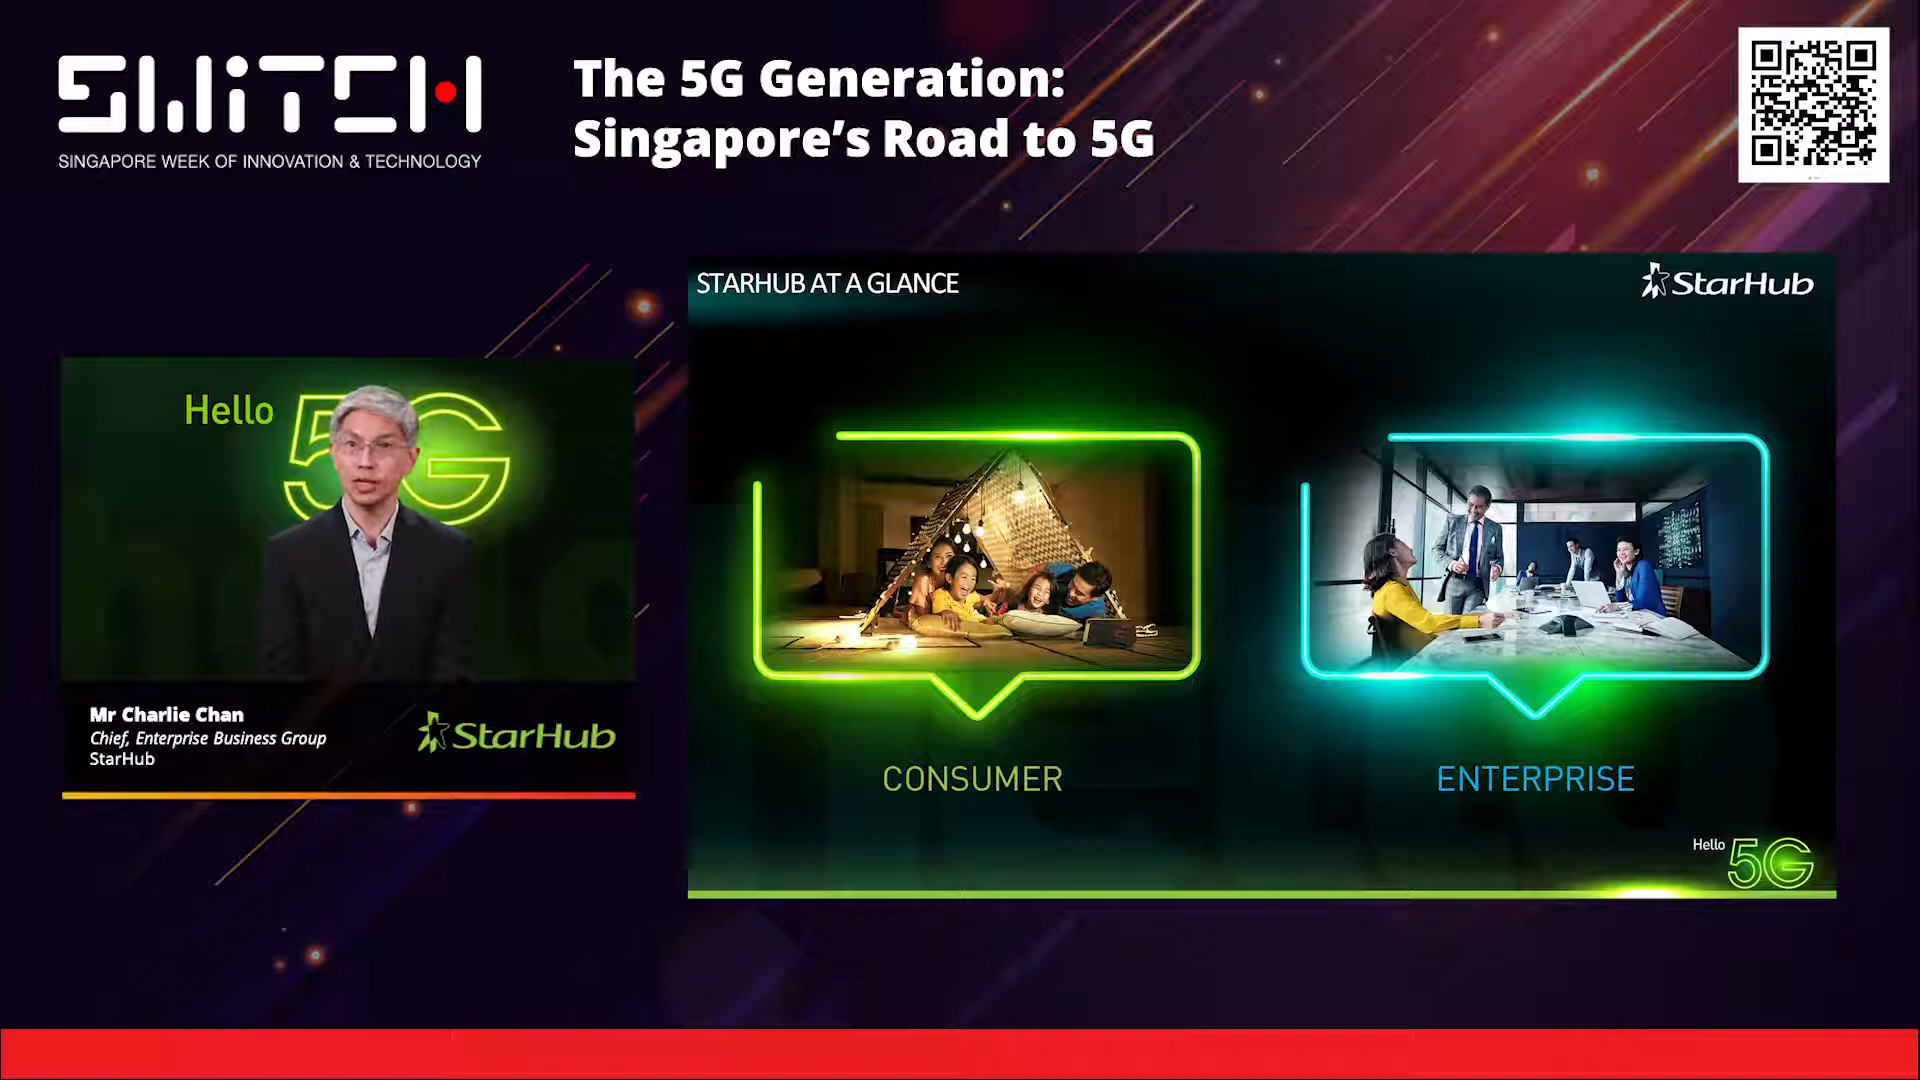 SWiTCH
SINGAPORE WEEK OF INNOVATION & TECHNOLOGY
The 5G Generation:
Singapore's Road to 5G
Hello 5G
Mr Charlie Chan
Chief, Enterprise Business Group
StarHub
StarHub
STARHUB AT A GLANCE
StarHub
CONSUMER
ENTERPRISE
Hello 5G